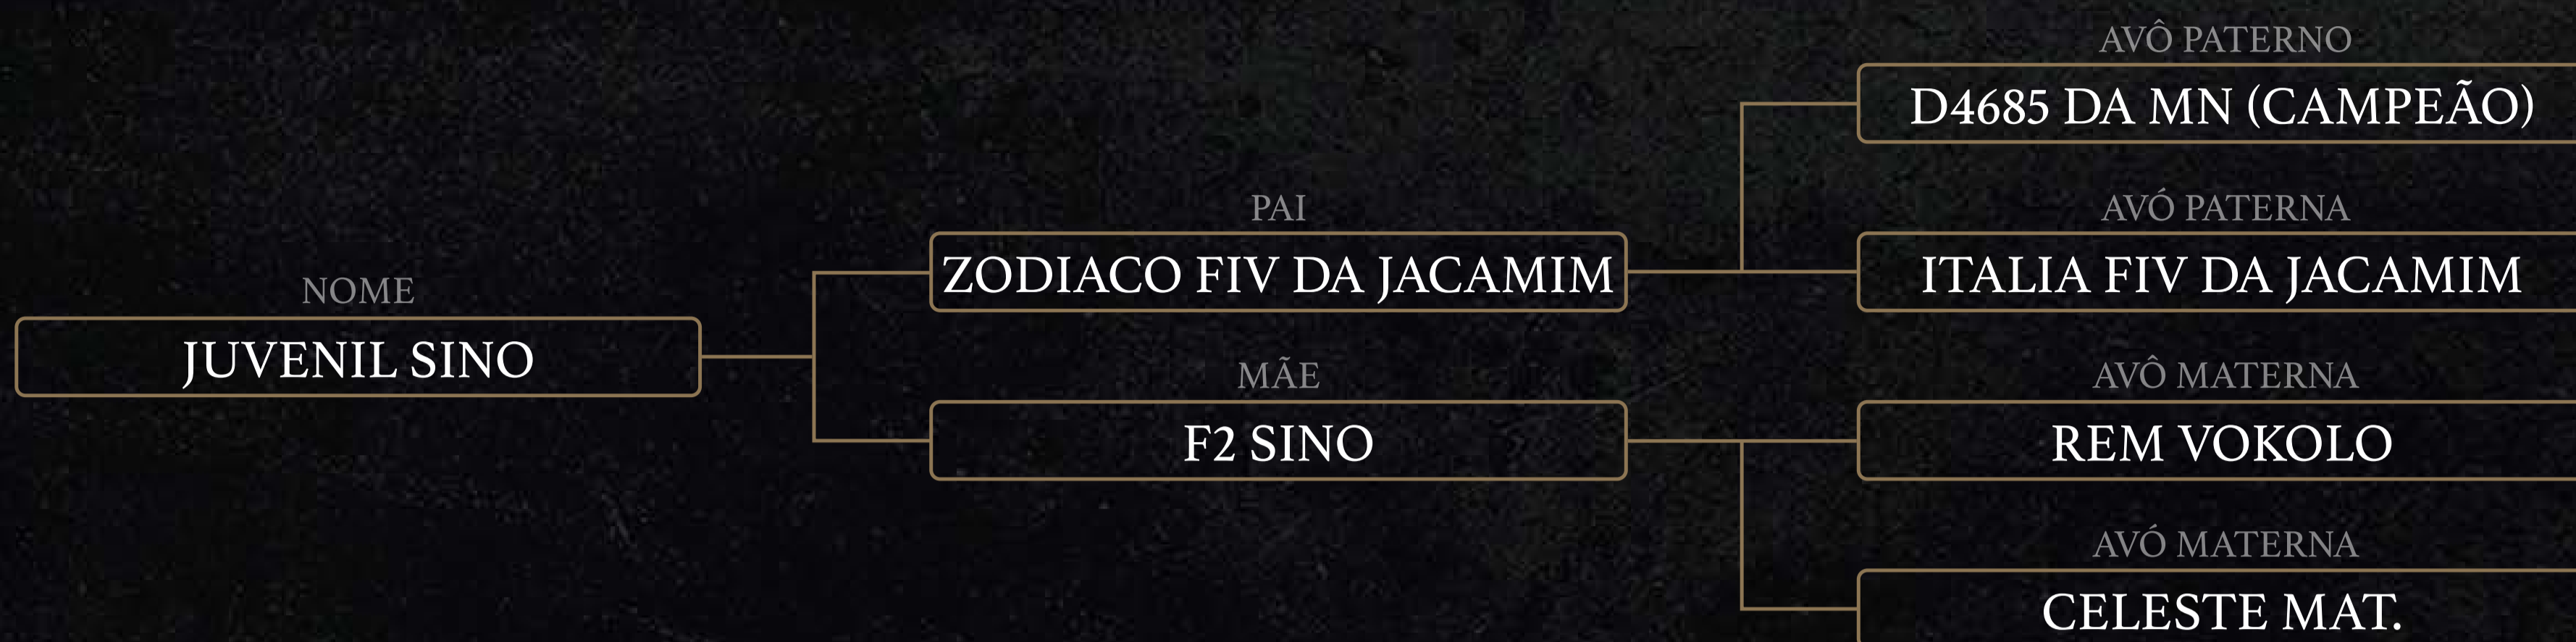 NOME
JUVENIL SINO
PAI
ZODIACO FIV DA JACAMIM
MÃE
F2 SINO
AVÔ PATERNO
D4685 DA MN (CAMPEÃO)
AVÓ PATERNA
ITALIA FIV DA JACAMIM
AVÔ MATERNA
REM VOKOLO
AVÓ MATERNA
CELESTE MAT.